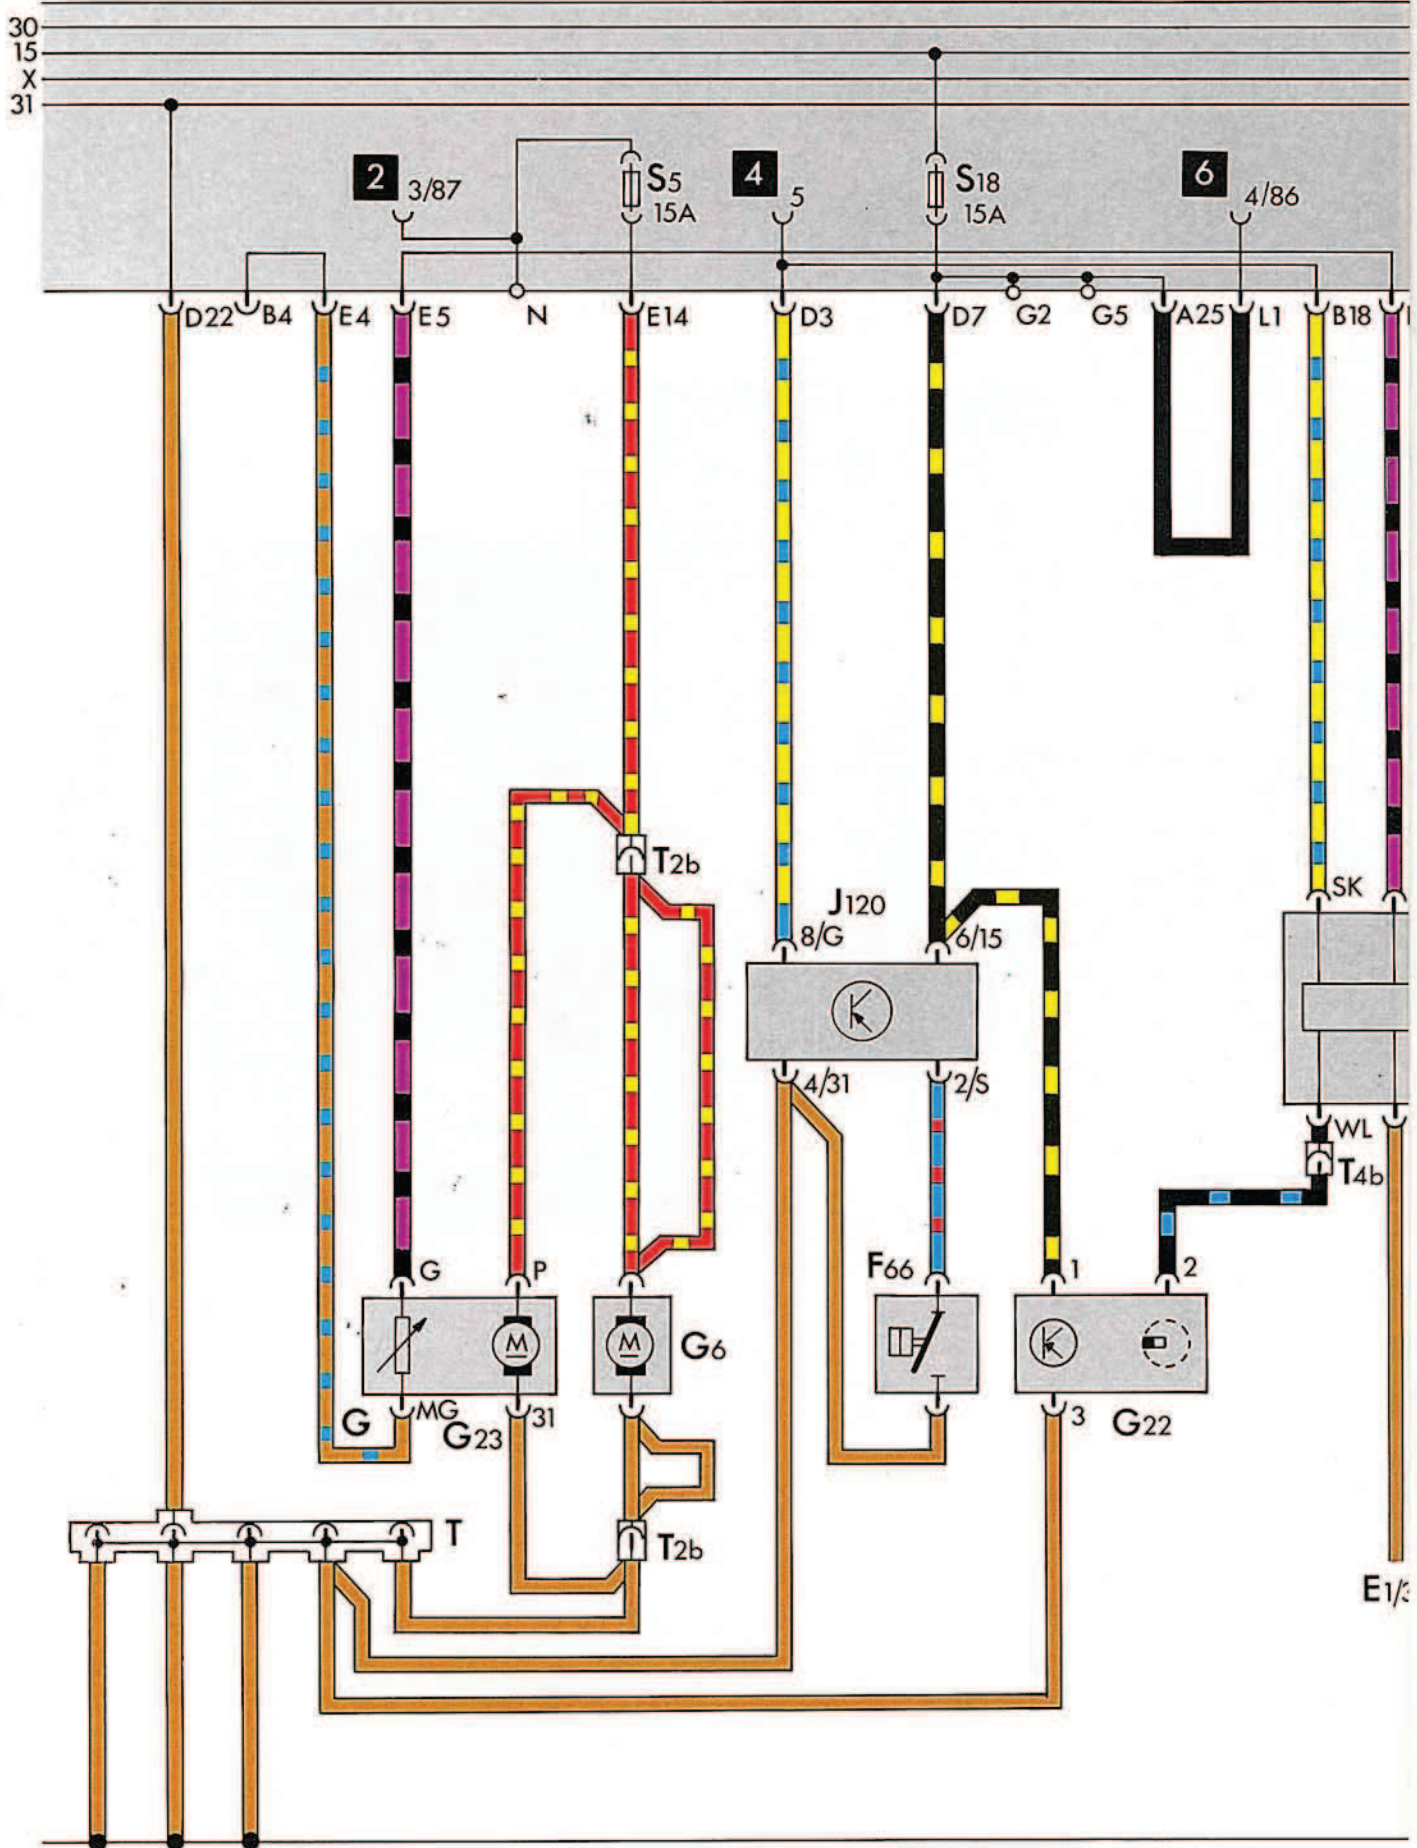 30
15
X
31
2 3/87
S5
15A
4 5
S18
15A
6 4/86
D22 B4 E4 E5 N E14 D3 D7 G2 G5 A25 L1 B18
T2b
J120
8/G 6/15
SK
4/31 2/S
WL
T4b
G P F66 1 2
G6
G MG G23 31 3 G22
T T2b
E1/3